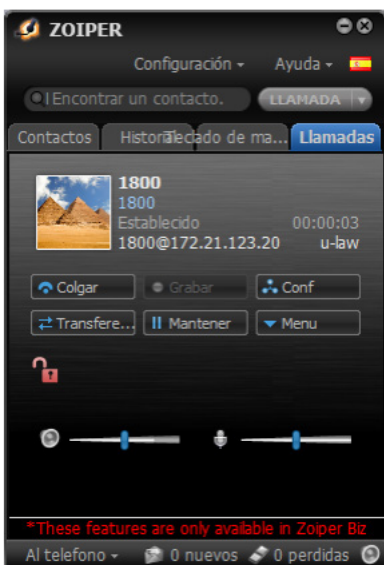 ZOIPER
Configuración Ayuda
Encontrar un contacto. LLAMADA
Contactos Historial Teclado de ma... Llamadas
1800
1800
Establecido 00:00:03
1800@172.21.123.20 u-law
Colgar Grabar Conf
Transfere... Mantener Menu
*These features are only available in Zoiper Biz
Al telefono 0 nuevos 0 perdidas